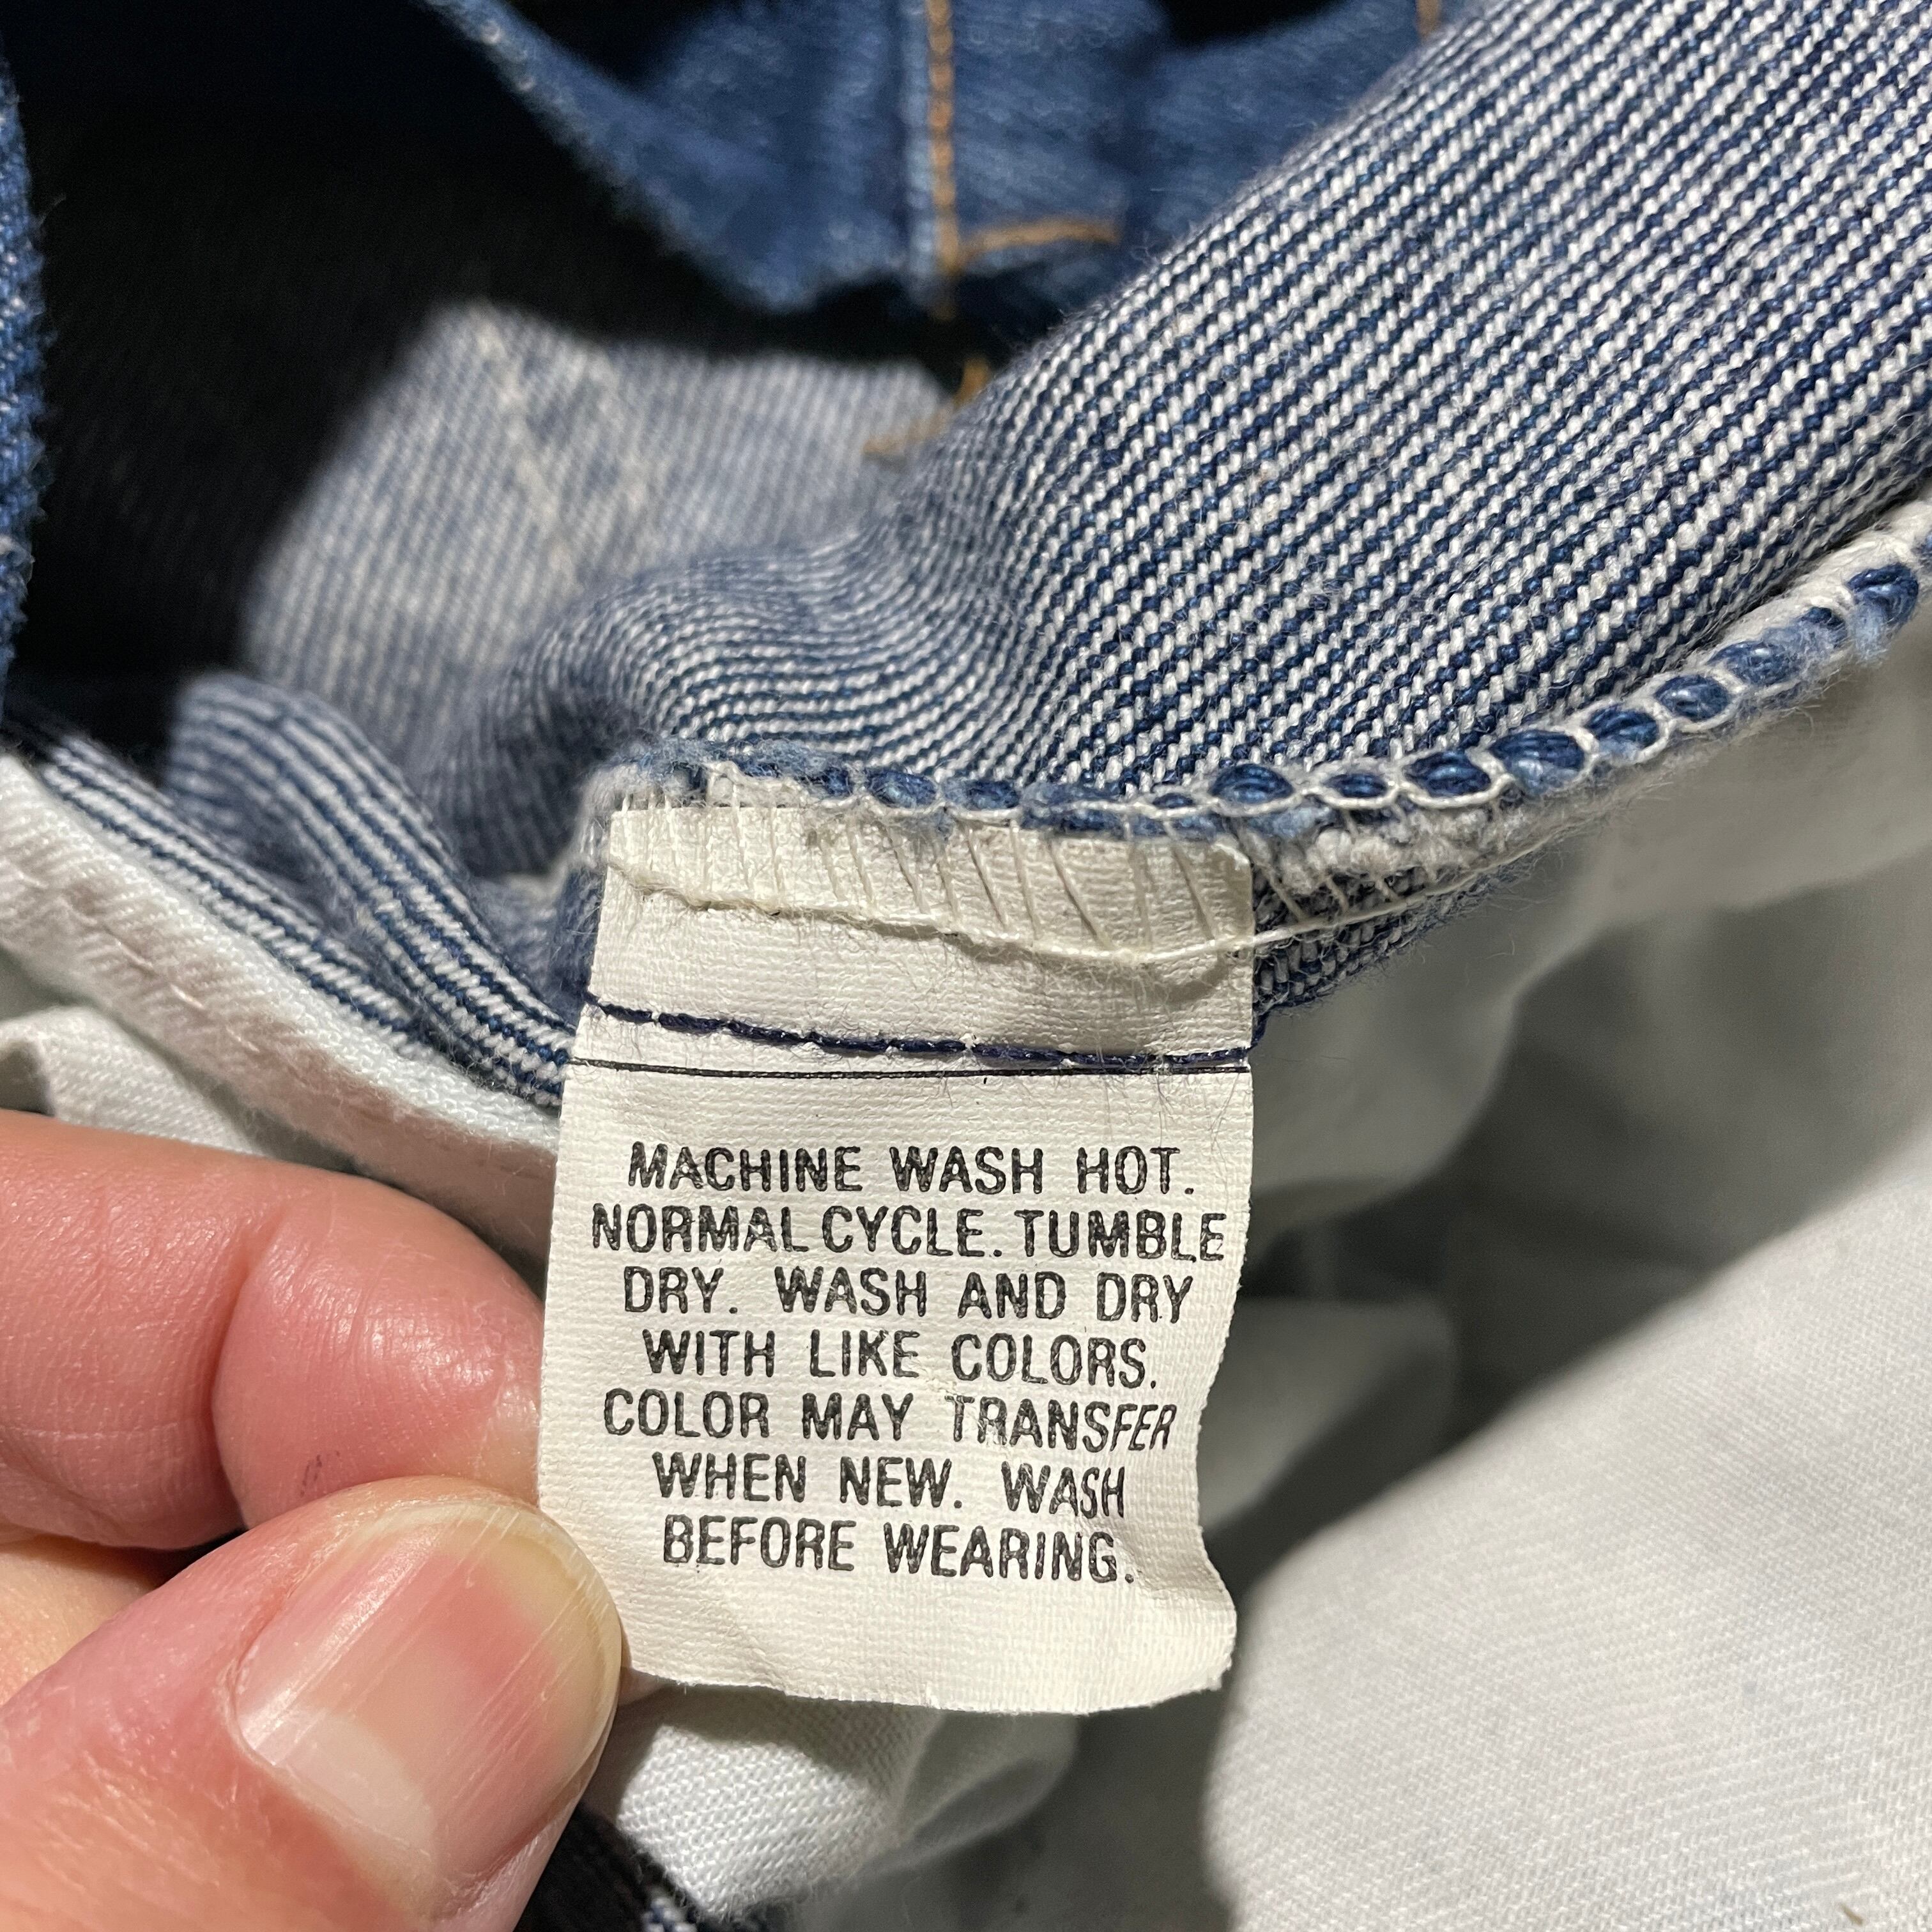 MACHINE WASH HOT.
NORMAL CYCLE. TUMBLE
DRY. WASH AND DRY
WITH LIKE COLORS.
COLOR MAY TRANSFER
WHEN NEW. WASH
BEFORE WEARING.